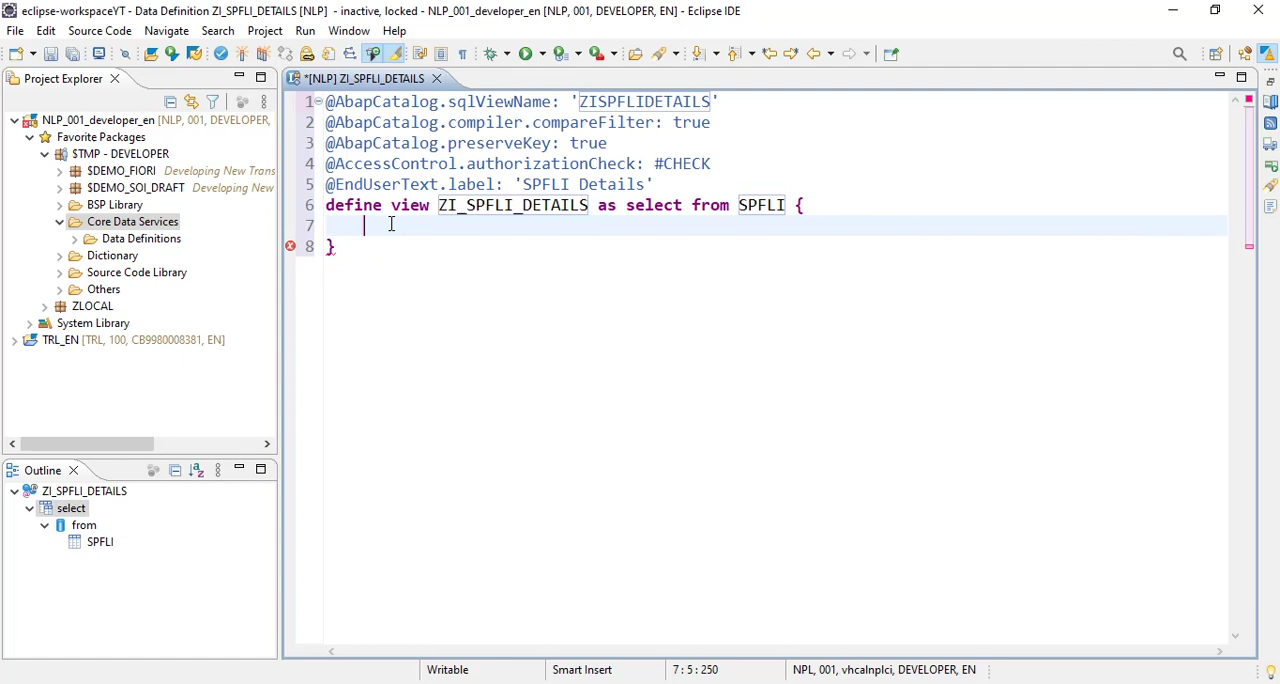 eclipse-workspaceYT - Data Definition ZI_SPFLI_DETAILS [NLP] - inactive, locked - NLP_001_developer_en [NLP, 001, DEVELOPER, EN] - Eclipse IDE
File Edit Source Code Navigate Search Project Run Window Help
Project Explorer
NLP_001_developer_en [NLP, 001, DEVELOPER,
Favorite Packages
$TMP - DEVELOPER
$DEMO_FIORI Developing New Trans
$DEMO_SOI_DRAFT Developing New
BSP Library
Core Data Services
Data Definitions
Dictionary
Source Code Library
Others
ZLOCAL
System Library
TRL_EN [TRL, 100, CB9980008381, EN]
Outline
ZI_SPFLI_DETAILS
select
from
SPFLI
*[NLP] ZI_SPFLI_DETAILS
1 @AbapCatalog.sqlViewName: 'ZISPFLIDETAILS'
2 @AbapCatalog.compiler.compareFilter: true
3 @AbapCatalog.preserveKey: true
4 @AccessControl.authorizationCheck: #CHECK
5 @EndUserText.label: 'SPFLI Details'
6 define view ZI_SPFLI_DETAILS as select from SPFLI {
7
8 }
Writable Smart Insert 7 : 5 : 250 NPL, 001, vhcalnplci, DEVELOPER, EN